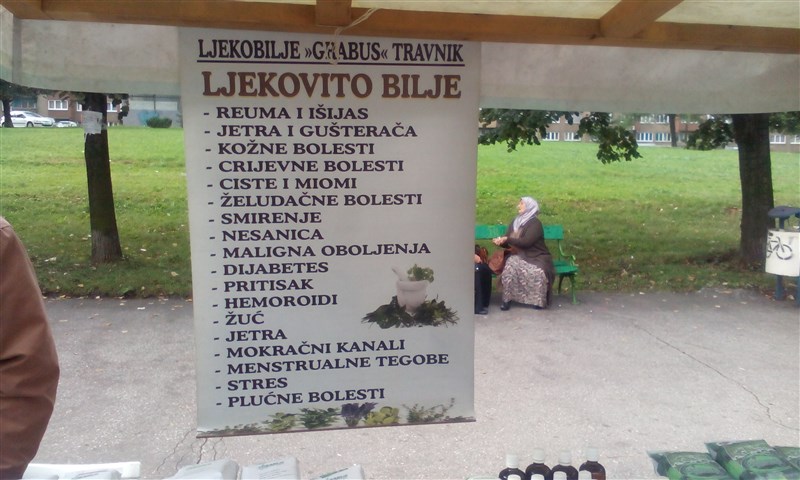 LJEKOBILJE »GRABUS« TRAVNIK
LJEKOVITO BILJE
- REUMA I IŠIJAS
- JETRA I GUŠTERAČA
- KOŽNE BOLESTI
- CRIJEVNE BOLESTI
- CISTE I MIOMI
- ŽELUDAČNE BOLESTI
- SMIRENJE
- NESANICA
- MALIGNA OBOLJENJA
- DIJABETES
- PRITISAK
- HEMOROIDI
- ŽUĆ
- JETRA
- MOKRAČNI KANALI
- MENSTRUALNE TEGOBE
- STRES
- PLUĆNE BOLESTI